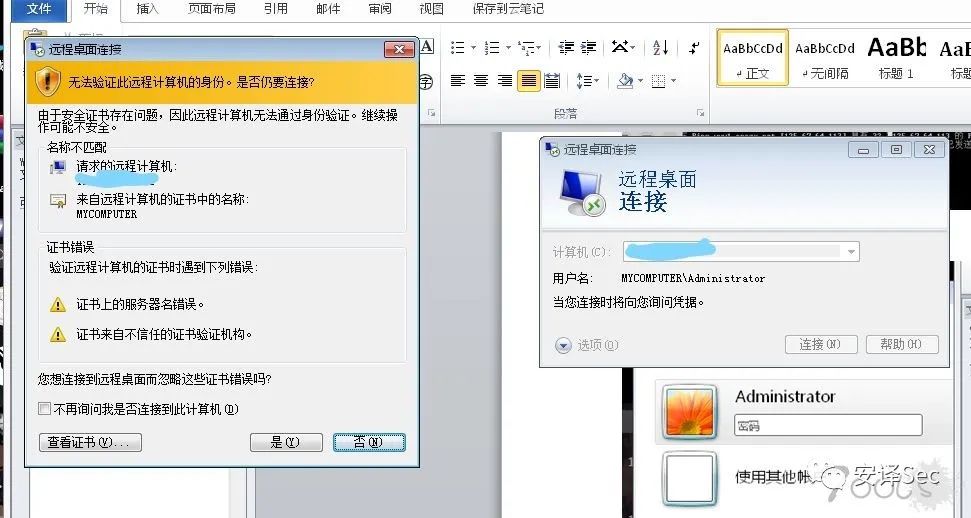 文件 开始 插入 页面布局 引用 邮件 审阅 视图 保存到云笔记
远程桌面连接
无法验证此远程计算机的身份。是否仍要连接?
由于安全证书存在问题，因此远程计算机无法通过身份验证。继续操
作可能不安全。
名称不匹配
请求的远程计算机:
来自远程计算机的证书中的名称:
MYCOMPUTER
证书错误
验证远程计算机的证书时遇到下列错误:
证书上的服务器名错误。
证书来自不信任的证书验证机构。
您想连接到远程桌面而忽略这些证书错误吗?
不再询问我是否连接到此计算机(D)
查看证书(V)... 是(Y) 否(N)
AaBbCcDd AaBbCcDd AaBb AaB
正文 无间隔 标题 1 标题
段落
远程桌面连接
远程桌面
连接
计算机(C):
用户名: MYCOMPUTER\Administrator
当您连接时将向您询问凭据。
选项(O) 连接(N) 帮助(H)
Administrator
密码
使用其他帐
安译Sec